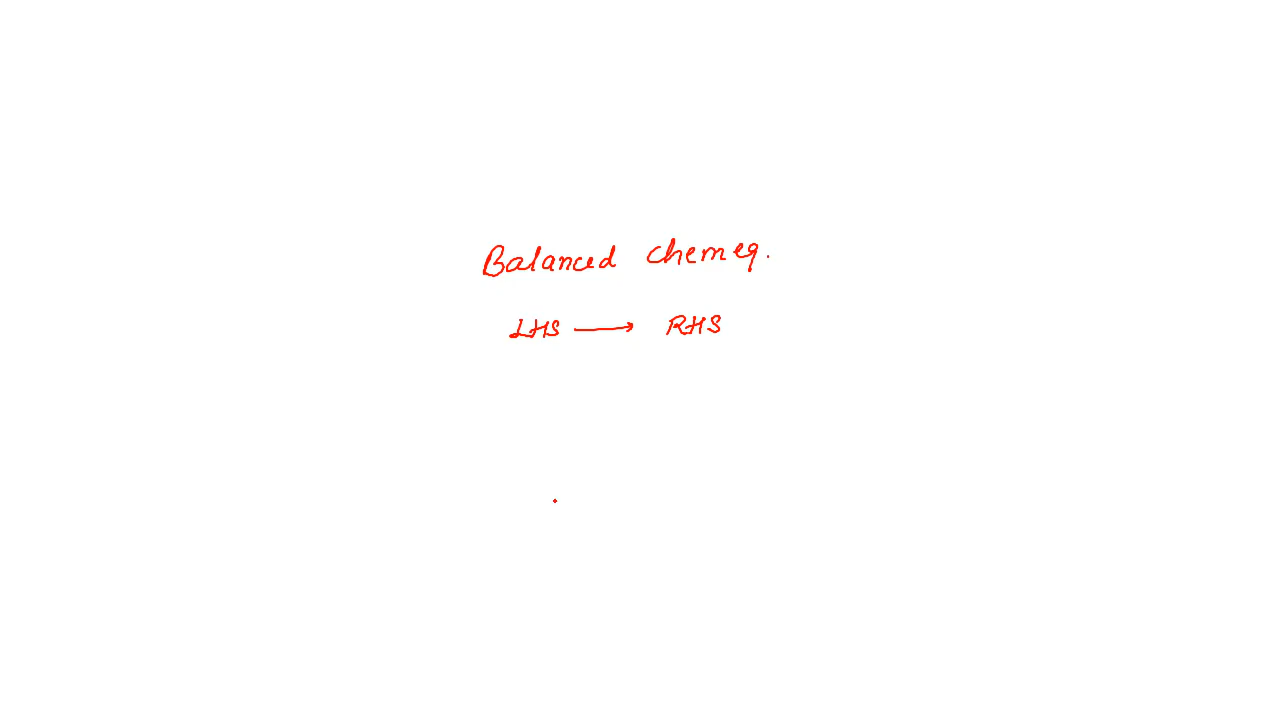 Balanced chem eq.
LHS → RHS